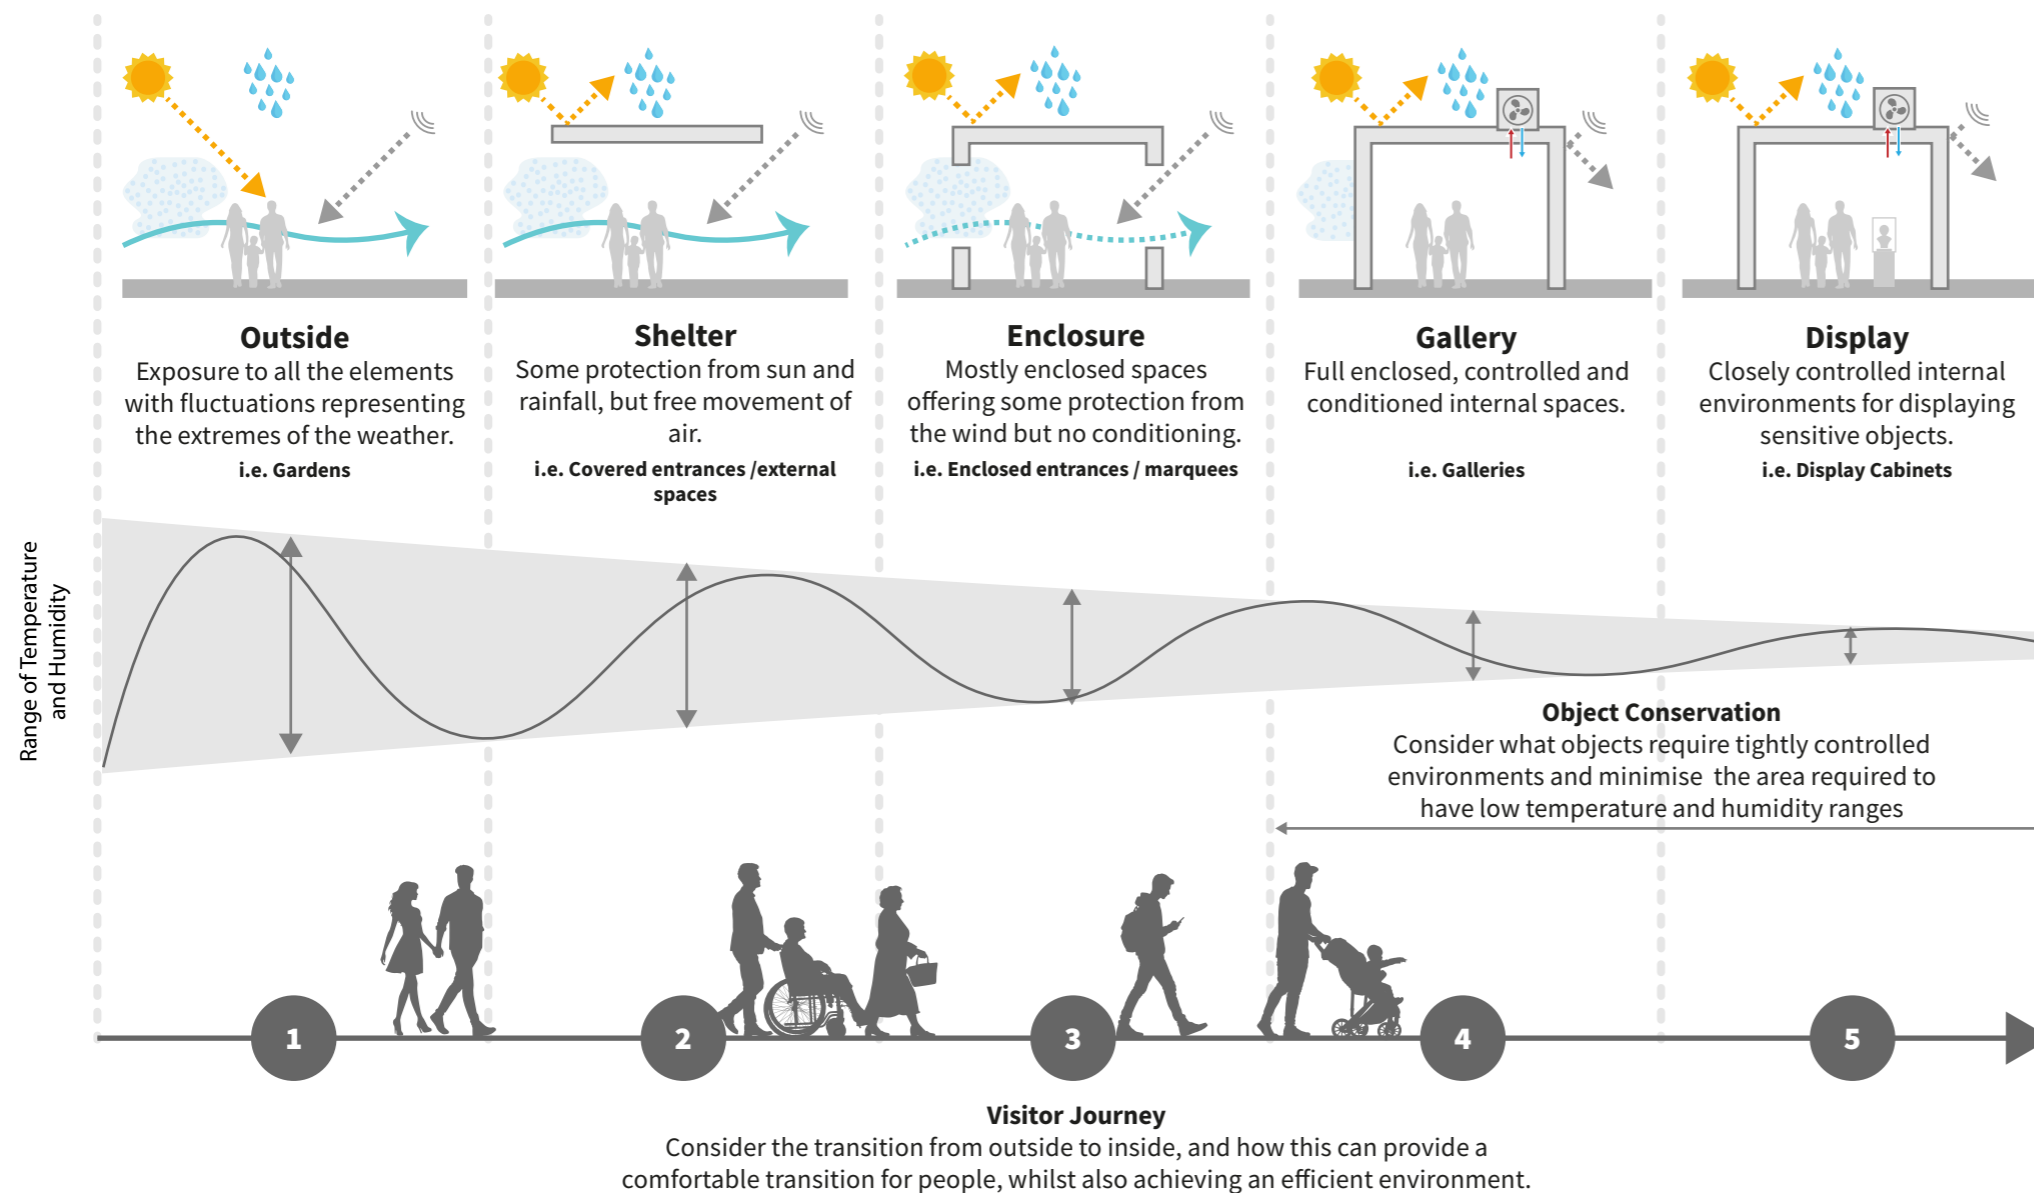 Outside
Exposure to all the elements
with fluctuations representing
the extremes of the weather.
i.e. Gardens
Shelter
Some protection from sun and
rainfall, but free movement of
air.
i.e. Covered entrances /external
spaces
Enclosure
Mostly enclosed spaces
offering some protection from
the wind but no conditioning.
i.e. Enclosed entrances / marquees
Gallery
Full enclosed, controlled and
conditioned internal spaces.
i.e. Galleries
Display
Closely controlled internal
environments for displaying
sensitive objects.
i.e. Display Cabinets
Range of Temperature
and Humidity
Object Conservation
Consider what objects require tightly controlled
environments and minimise  the area required to
have low temperature and humidity ranges
1
2
3
4
5
Visitor Journey
Consider the transition from outside to inside, and how this can provide a
comfortable transition for people, whilst also achieving an efficient environment.